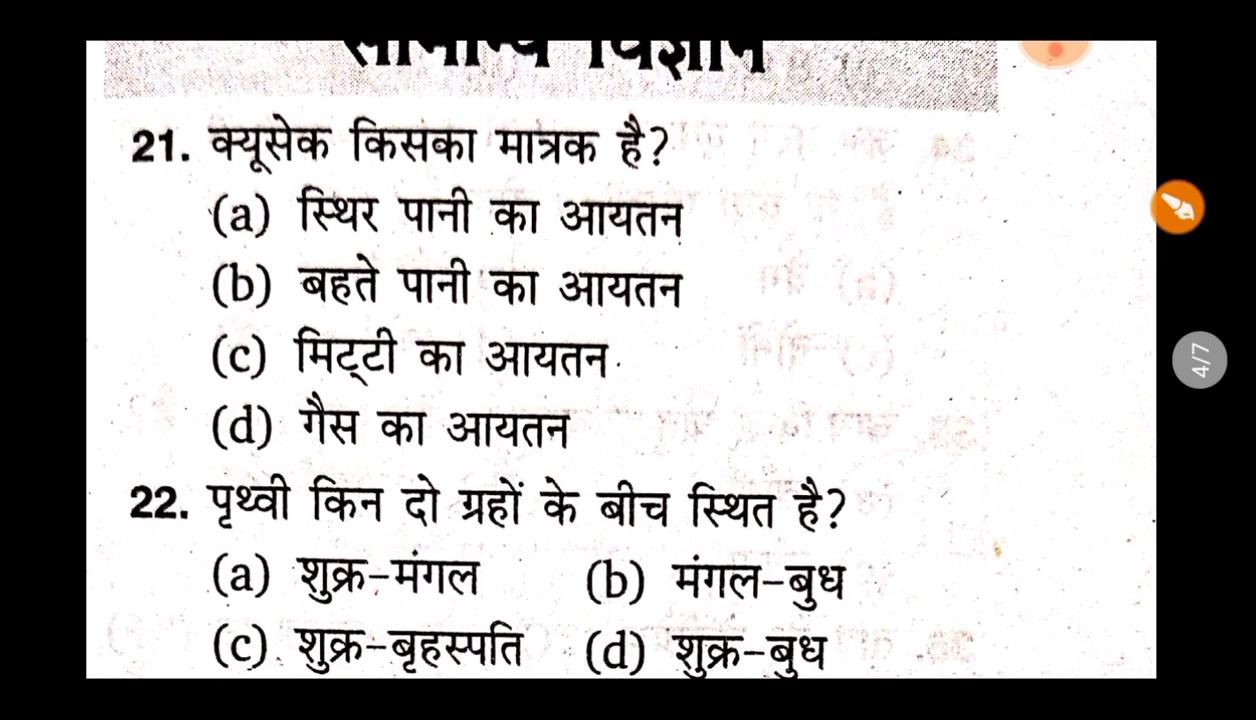 सामान्य विज्ञान
21. क्यूसेक किसका मात्रक है?
(a) स्थिर पानी का आयतन
(b) बहते पानी का आयतन
(c) मिट्टी का आयतन
(d) गैस का आयतन
22. पृथ्वी किन दो ग्रहों के बीच स्थित है?
(a) शुक्र-मंगल (b) मंगल-बुध
(c) शुक्र-बृहस्पति (d) शुक्र-बुध
4/7